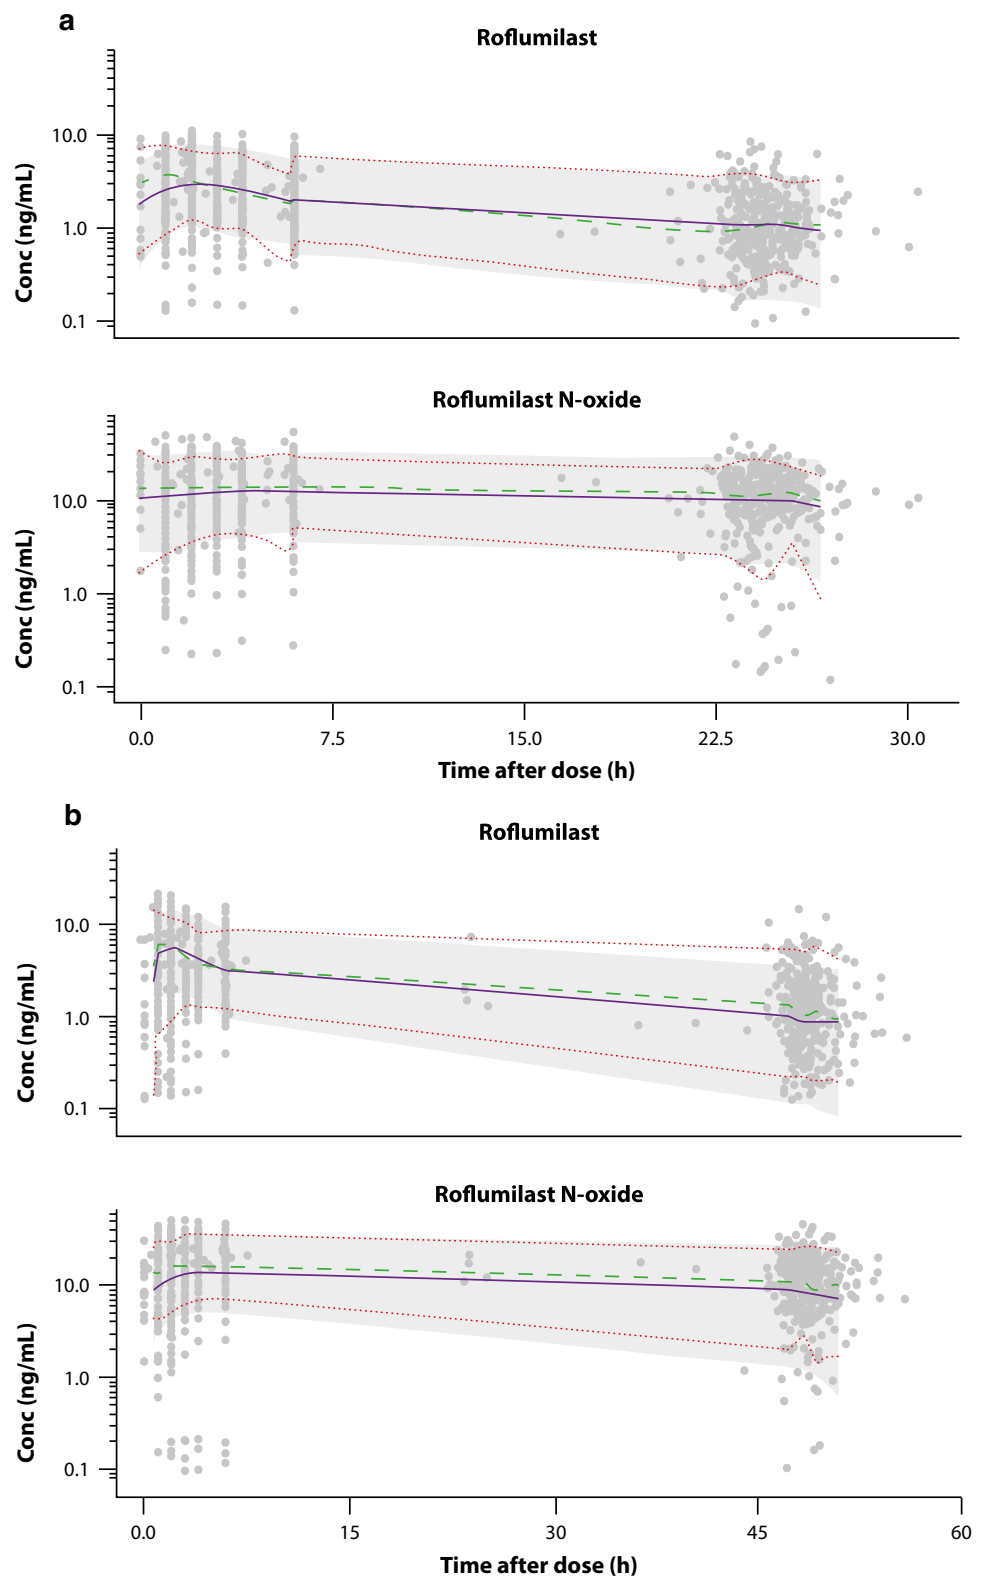 a
Roflumilast
Conc (ng/mL)
10.0
1.0
0.1
Roflumilast N-oxide
Conc (ng/mL)
10.0
1.0
0.1
0.0 7.5 15.0 22.5 30.0
Time after dose (h)
b
Roflumilast
Conc (ng/mL)
10.0
1.0
0.1
Roflumilast N-oxide
Conc (ng/mL)
10.0
1.0
0.1
0.0 15 30 45 60
Time after dose (h)